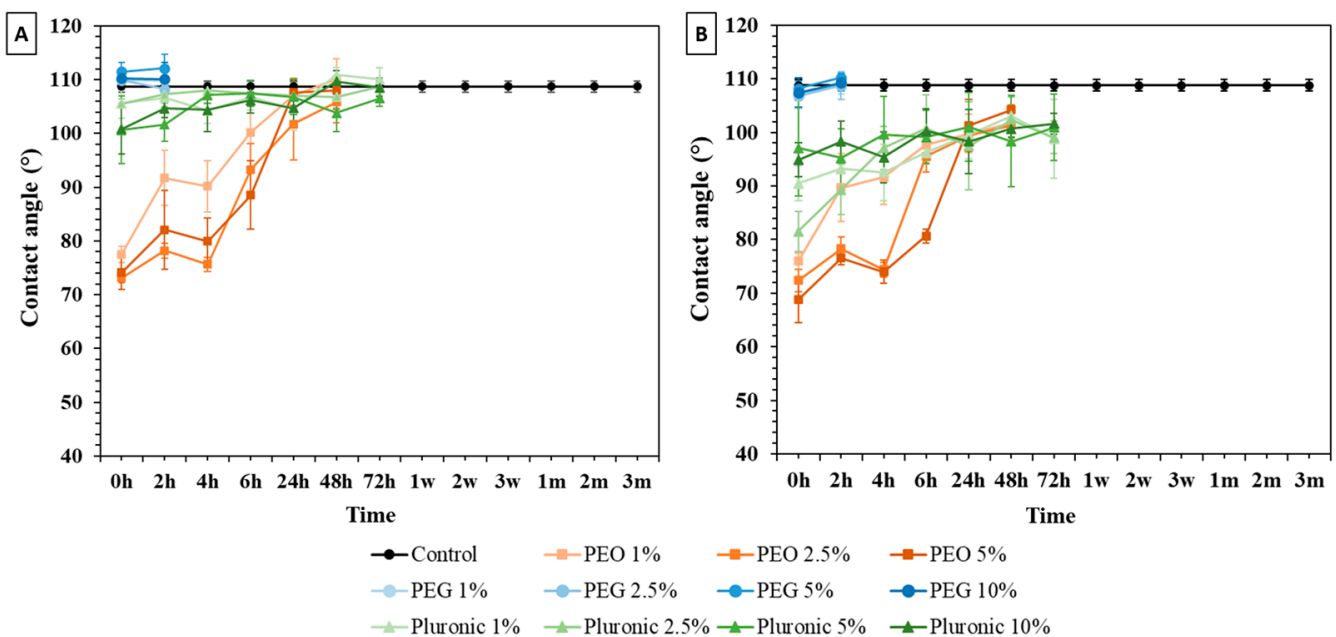 A
120
110
100
90
80
70
60
50
40
Contact angle (°)
0h 2h 4h 6h 24h 48h 72h 1w 2w 3w 1m 2m 3m
Time
B
120
110
100
90
80
70
60
50
40
Contact angle (°)
0h 2h 4h 6h 24h 48h 72h 1w 2w 3w 1m 2m 3m
Time
Control PEO 1% PEO 2.5% PEO 5%
PEG 1% PEG 2.5% PEG 5% PEG 10%
Pluronic 1% Pluronic 2.5% Pluronic 5% Pluronic 10%